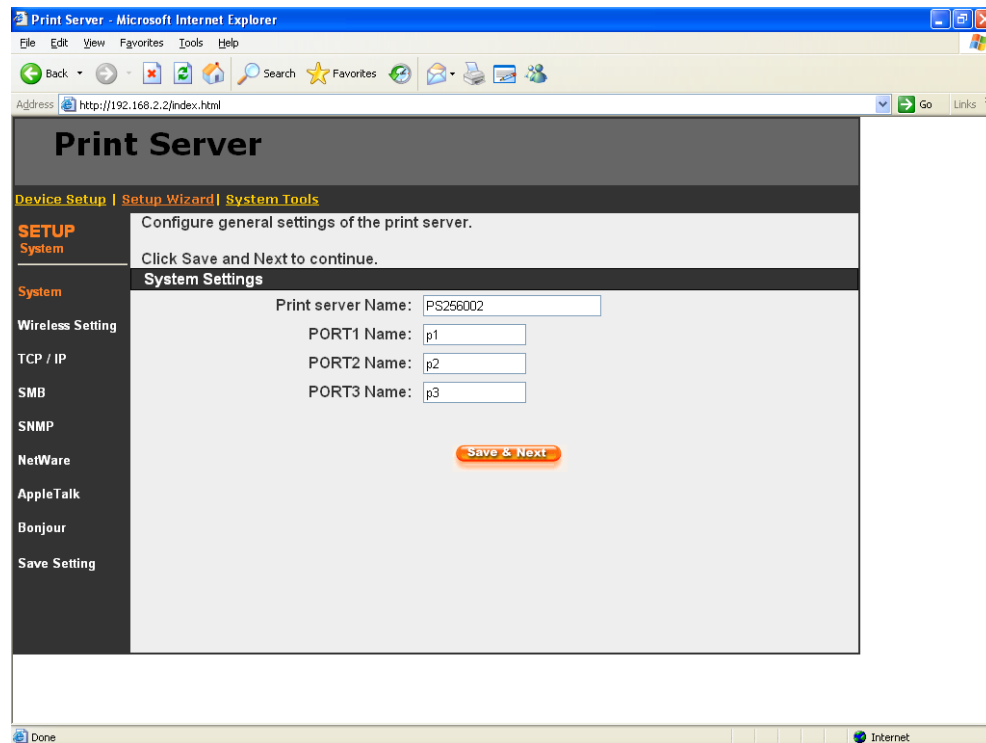 Print Server - Microsoft Internet Explorer
File Edit View Favorites Tools Help
Back Search Favorites
Address http://192.168.2.2/index.html Go Links
Print Server
Device Setup | Setup Wizard | System Tools
SETUP
System
System
Wireless Setting
TCP / IP
SMB
SNMP
NetWare
AppleTalk
Bonjour
Save Setting
Configure general settings of the print server.
Click Save and Next to continue.
System Settings
Print server Name: PS256002
PORT1 Name: p1
PORT2 Name: p2
PORT3 Name: p3
Save & Next
Done Internet